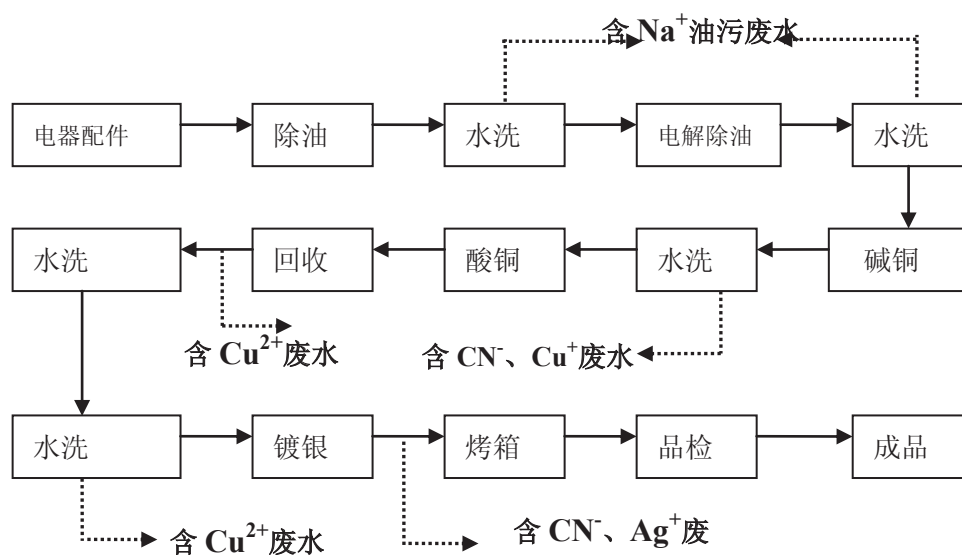 含 Na⁺油污废水
电器配件
除油
水洗
电解除油
水洗
水洗
回收
酸铜
水洗
碱铜
含 Cu²⁺废水
含 CN⁻、Cu⁺废水
水洗
镀银
烤箱
品检
成品
含 Cu²⁺废水
含 CN⁻、Ag⁺废